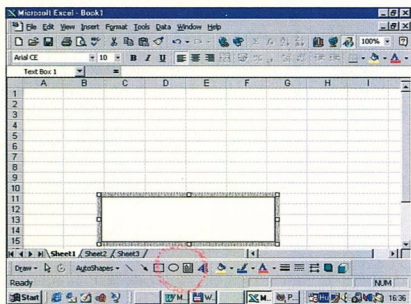 Microsoft Excel - Book1
File Edit View Insert Format Tools Data Window Help
100%
Arial CE 10 B I U
Text Box 1 =
A B C D E F G H I
1
2
3
4
5
6
7
8
9
10
11
12
13
14
15
Sheet1 Sheet2 Sheet3
Draw AutoShapes
Ready NUM
Start M... W... M... P... 16:35